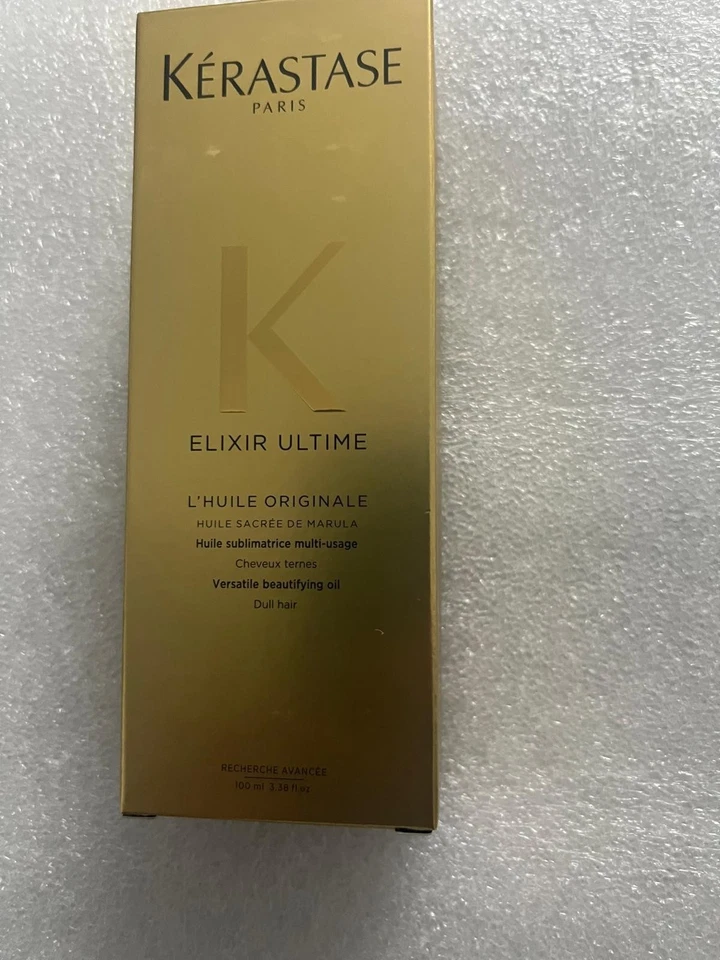 KÉRASTASE
PARIS
K
ELIXIR ULTIME
L'HUILE ORIGINALE
HUILE SACRÉE DE MARULA
Huile sublimatrice multi-usage
Cheveux ternes
Versatile beautifying oil
Dull hair
RECHERCHE AVANCÉE
100 ml 3.38 fl.oz